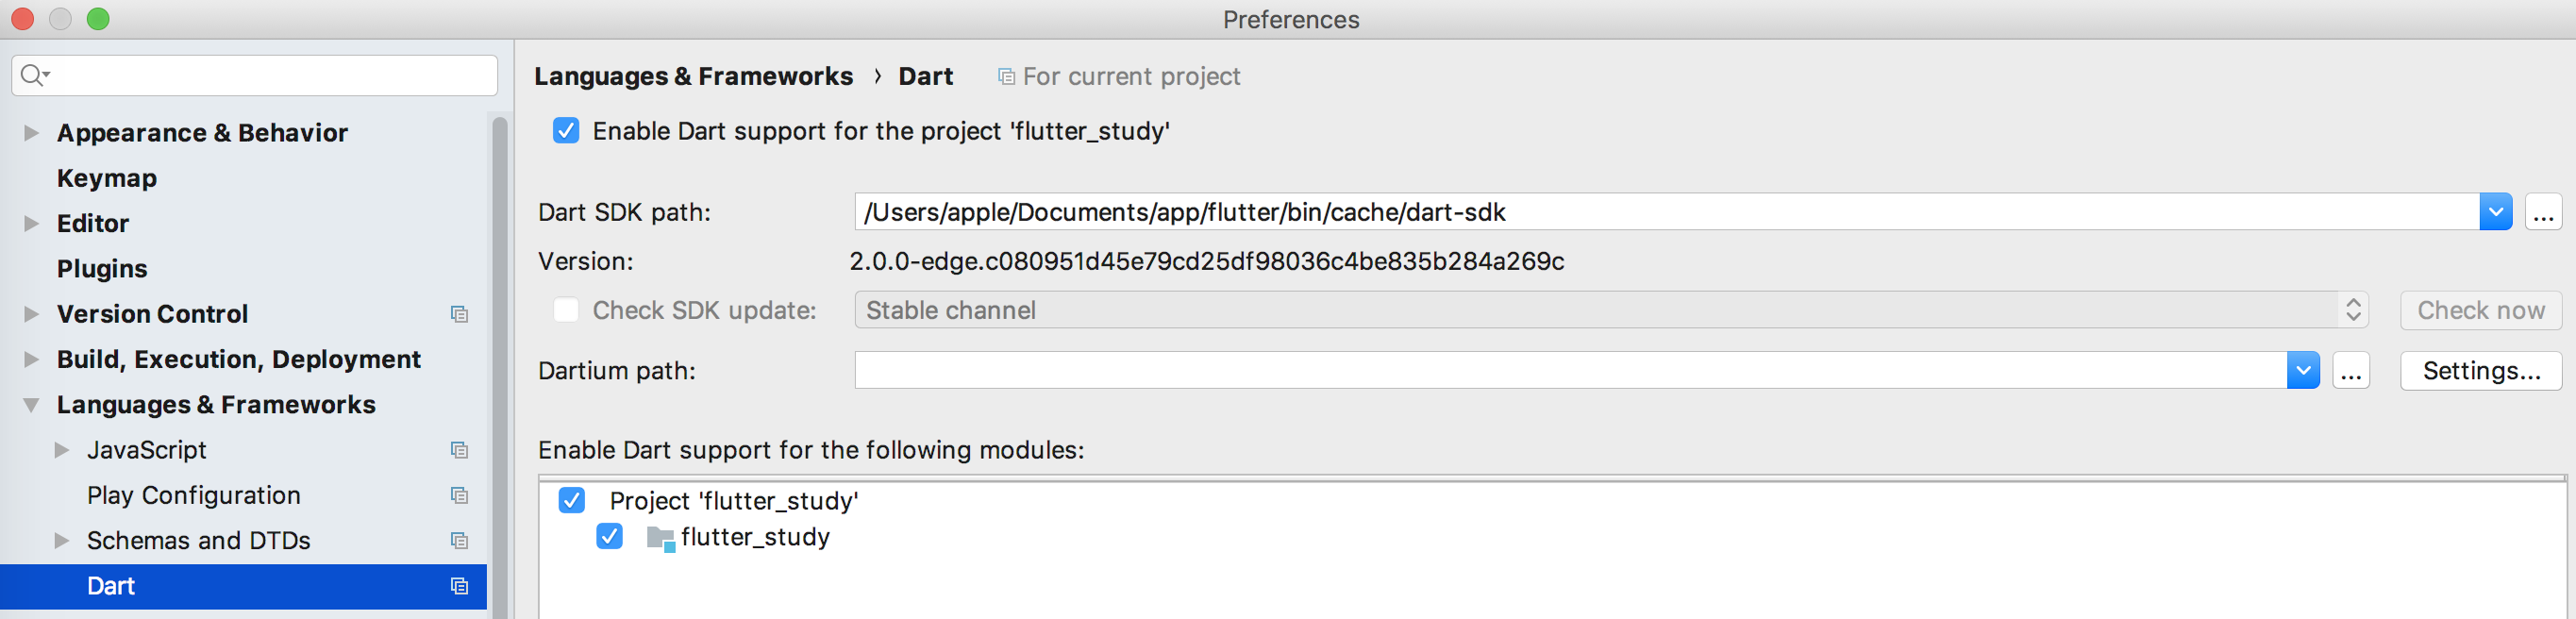 Preferences
Appearance & Behavior
Keymap
Editor
Plugins
Version Control
Build, Execution, Deployment
Languages & Frameworks
JavaScript
Play Configuration
Schemas and DTDs
Dart
Languages & Frameworks › Dart For current project
Enable Dart support for the project 'flutter_study'
Dart SDK path: /Users/apple/Documents/app/flutter/bin/cache/dart-sdk ...
Version: 2.0.0-edge.c080951d45e79cd25df98036c4be835b284a269c
Check SDK update: Stable channel Check now
Dartium path: ... Settings...
Enable Dart support for the following modules:
Project 'flutter_study'
flutter_study